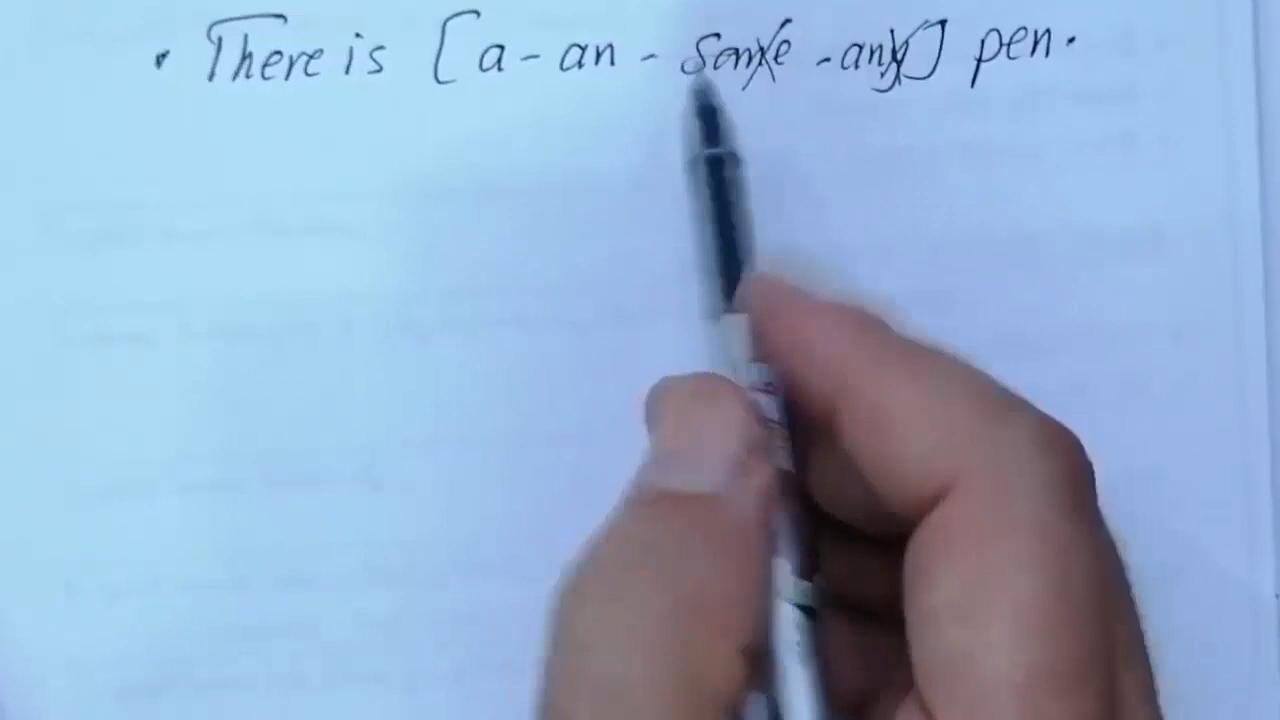 • There is [a - an - some - any] pen.